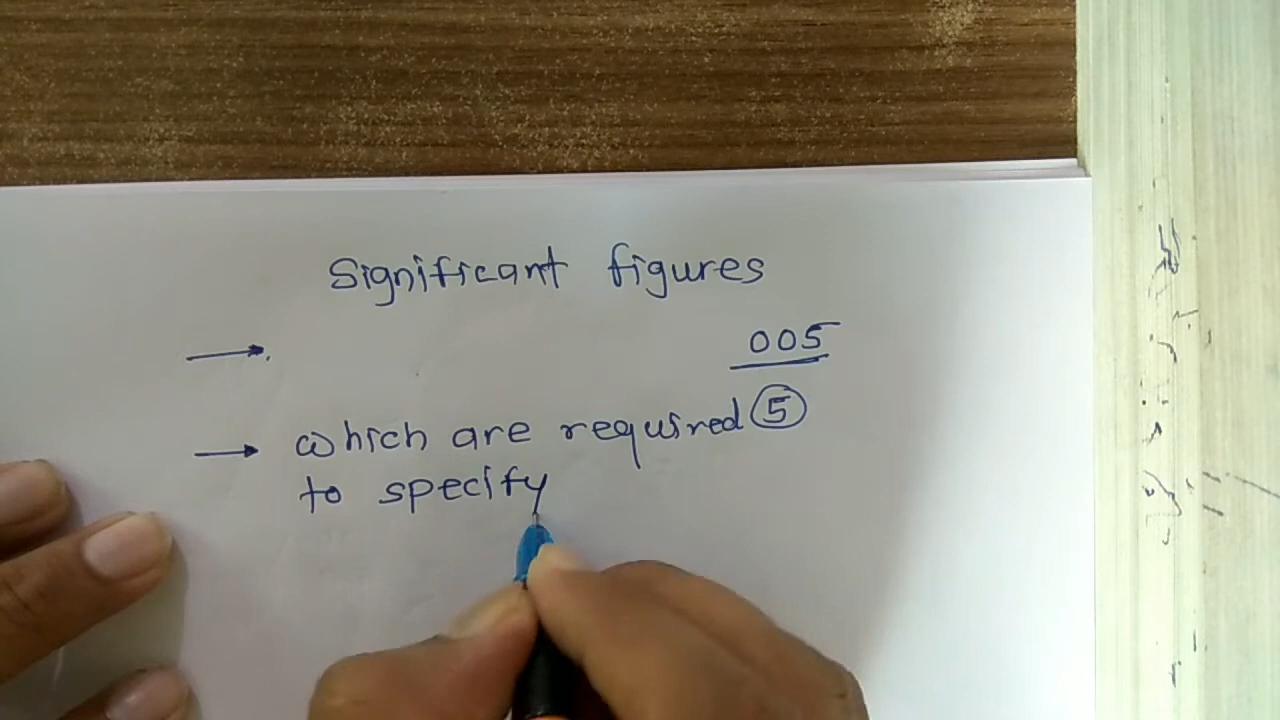 Significant figures
→
005
→ which are required ⑤
to specify